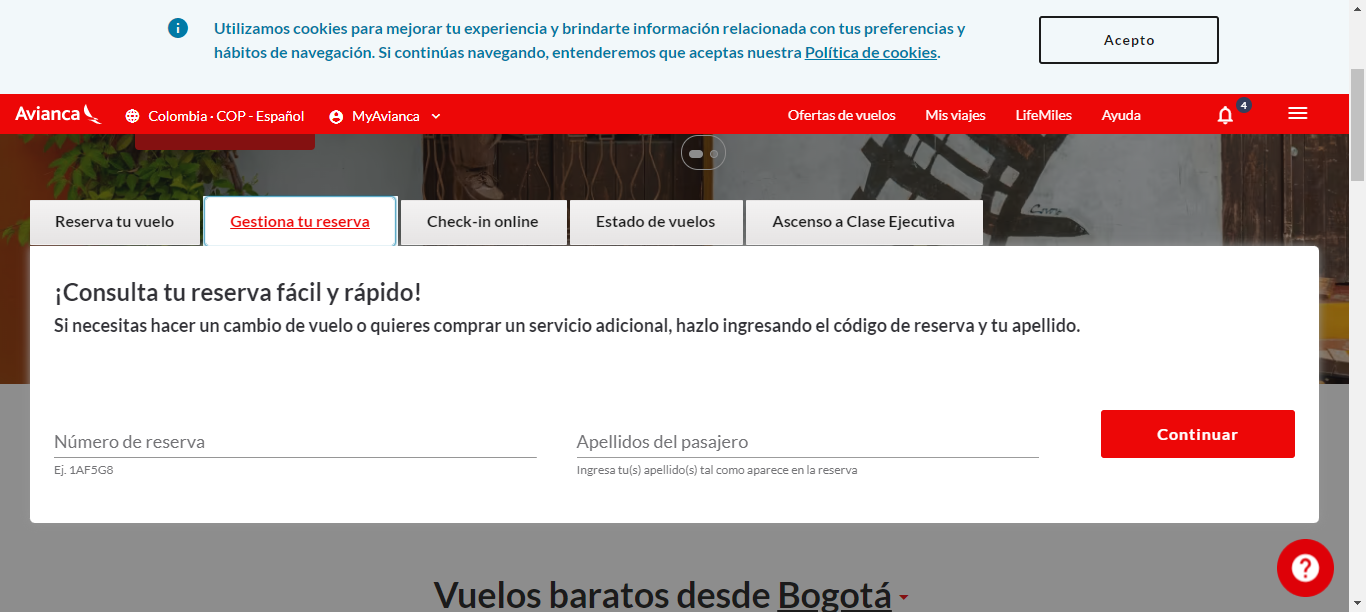 Utilizamos cookies para mejorar tu experiencia y brindarte información relacionada con tus preferencias y
hábitos de navegación. Si continúas navegando, entenderemos que aceptas nuestra Política de cookies.
Acepto
Avianca
Colombia · COP - Español
MyAvianca
Ofertas de vuelos
Mis viajes
LifeMiles
Ayuda
4
Reserva tu vuelo
Gestiona tu reserva
Check-in online
Estado de vuelos
Ascenso a Clase Ejecutiva
¡Consulta tu reserva fácil y rápido!
Si necesitas hacer un cambio de vuelo o quieres comprar un servicio adicional, hazlo ingresando el código de reserva y tu apellido.
Número de reserva
Ej. 1AF5G8
Apellidos del pasajero
Ingresa tu(s) apellido(s) tal como aparece en la reserva
Continuar
Vuelos baratos desde Bogotá